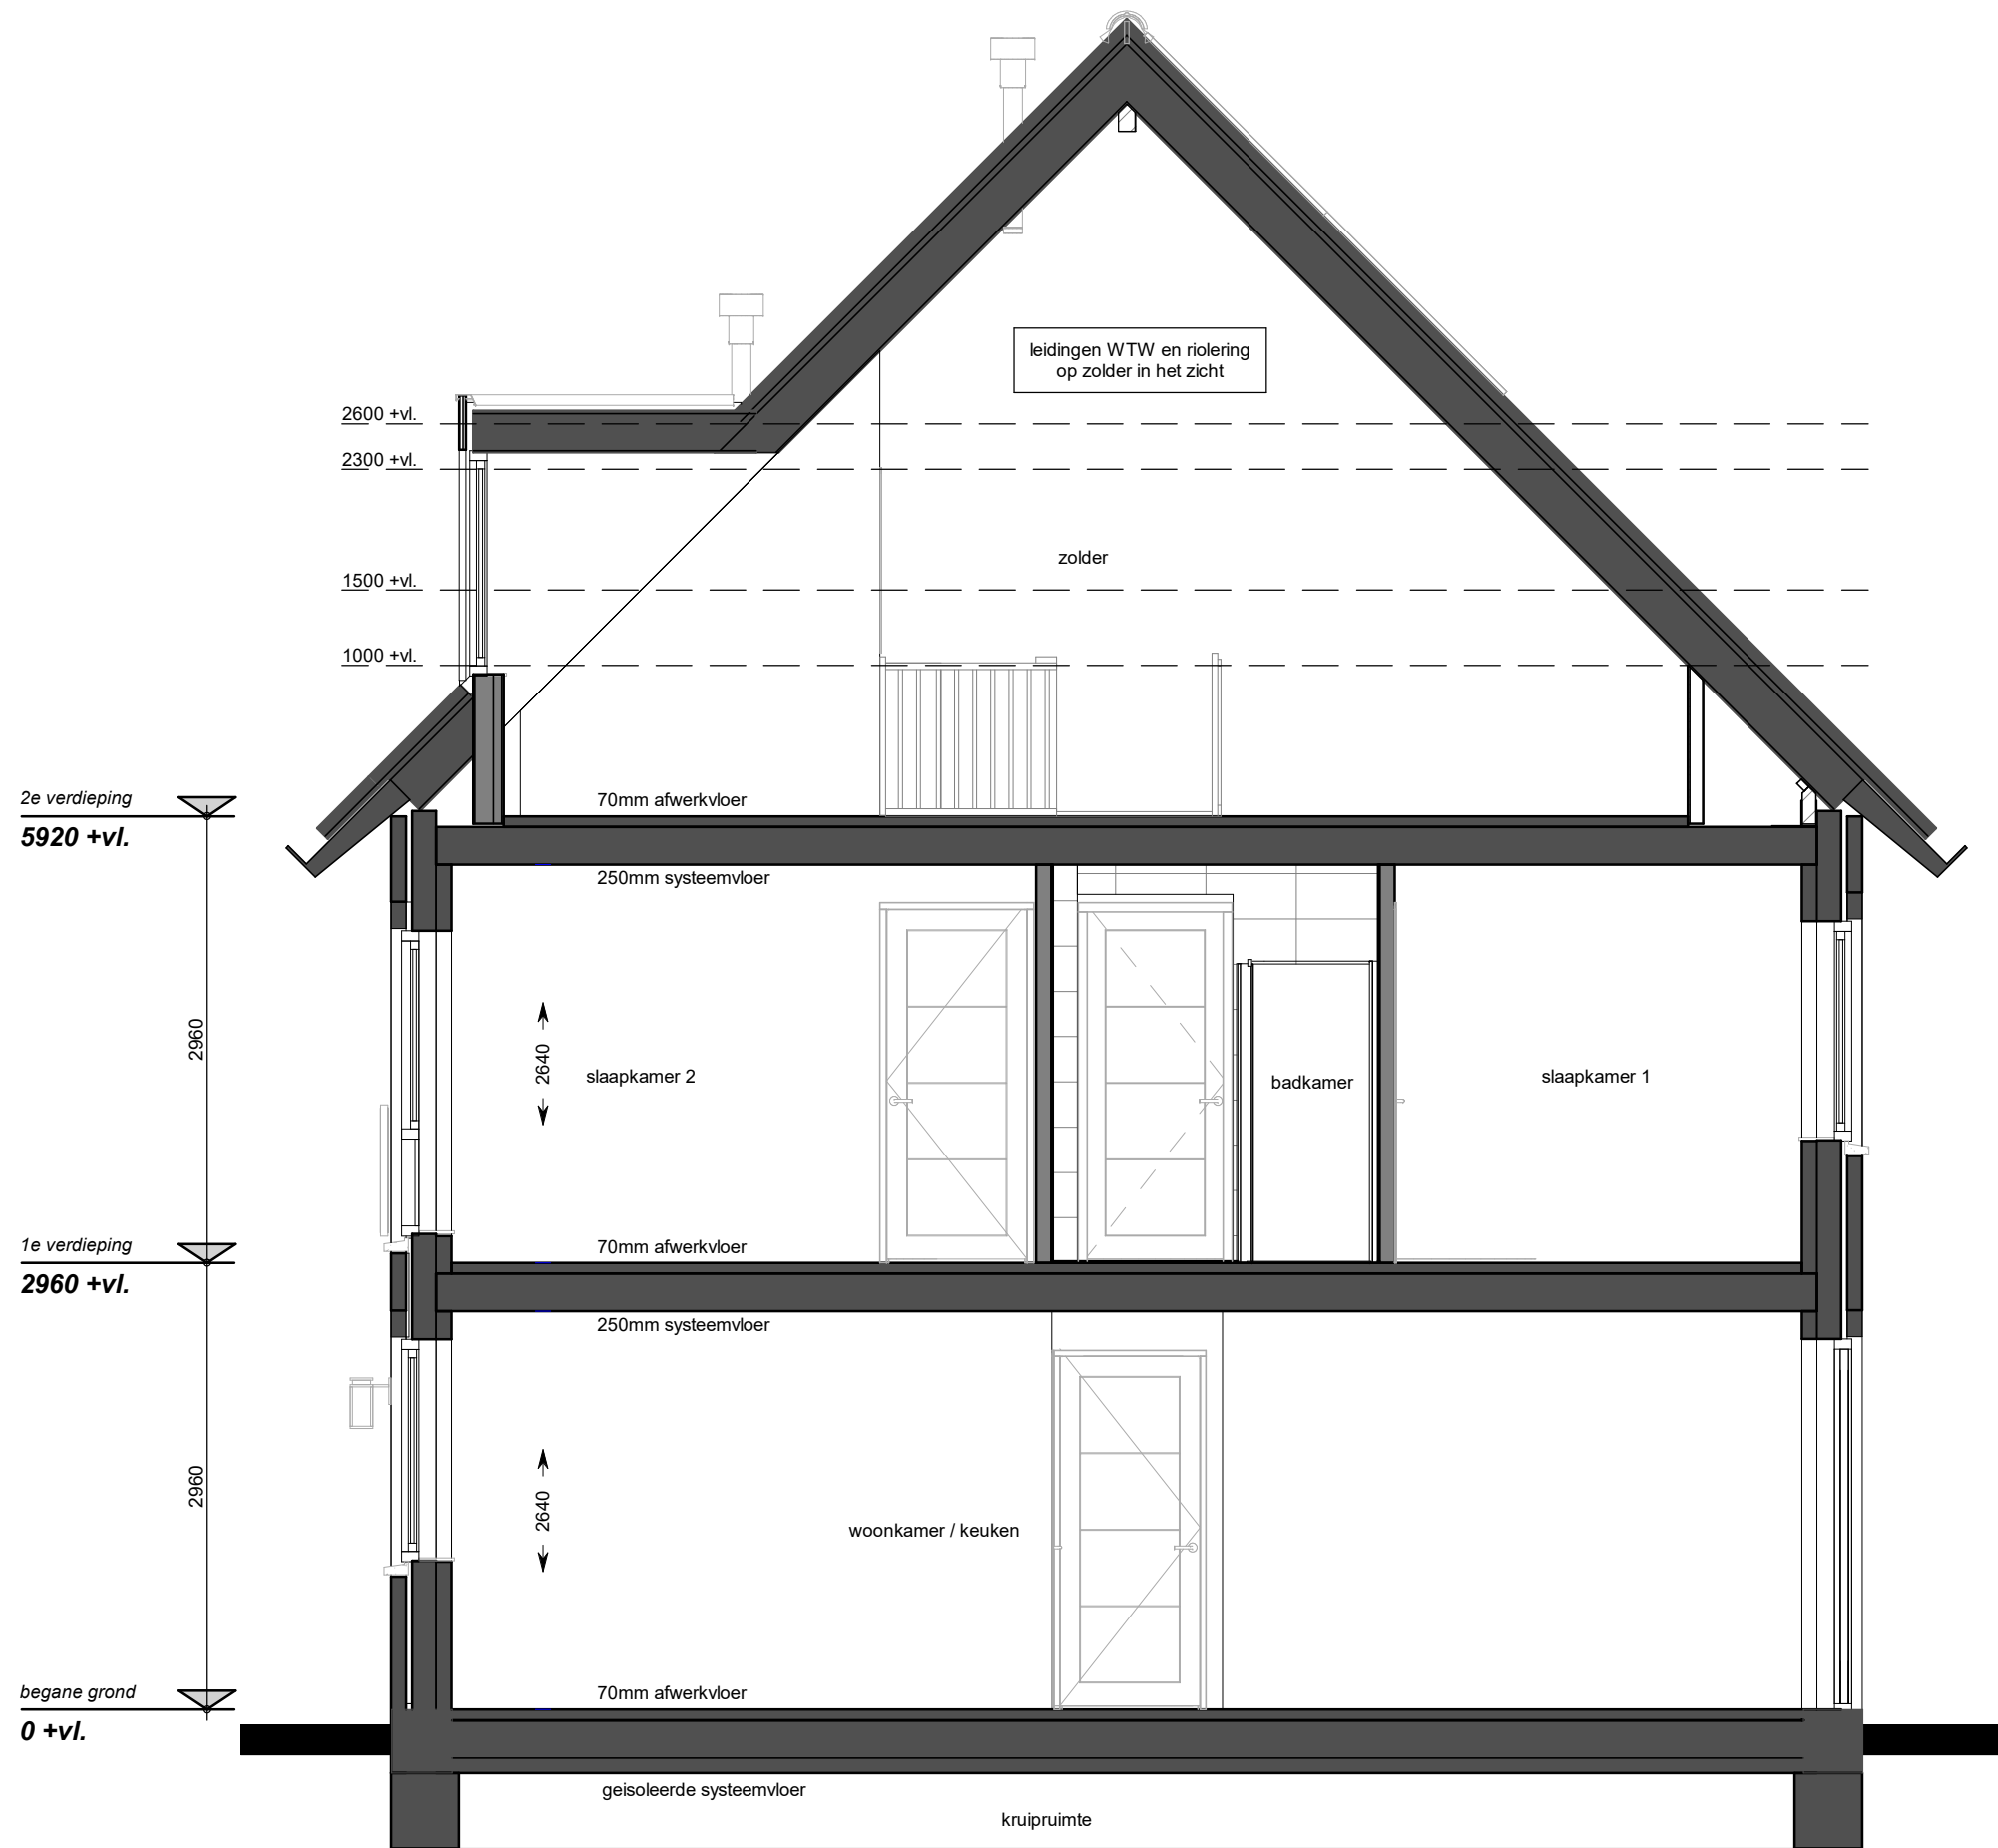 leidingen WTW en riolering
op zolder in het zicht
2600 +vl.
2300 +vl.
zolder
1500 +vl.
1000 +vl.
2e verdieping
5920 +vl.
70mm afwerkvloer
250mm systeemvloer
2960
2640
slaapkamer 2
badkamer
slaapkamer 1
1e verdieping
2960 +vl.
70mm afwerkvloer
250mm systeemvloer
2960
2640
woonkamer / keuken
begane grond
0 +vl.
70mm afwerkvloer
geisoleerde systeemvloer
kruipruimte